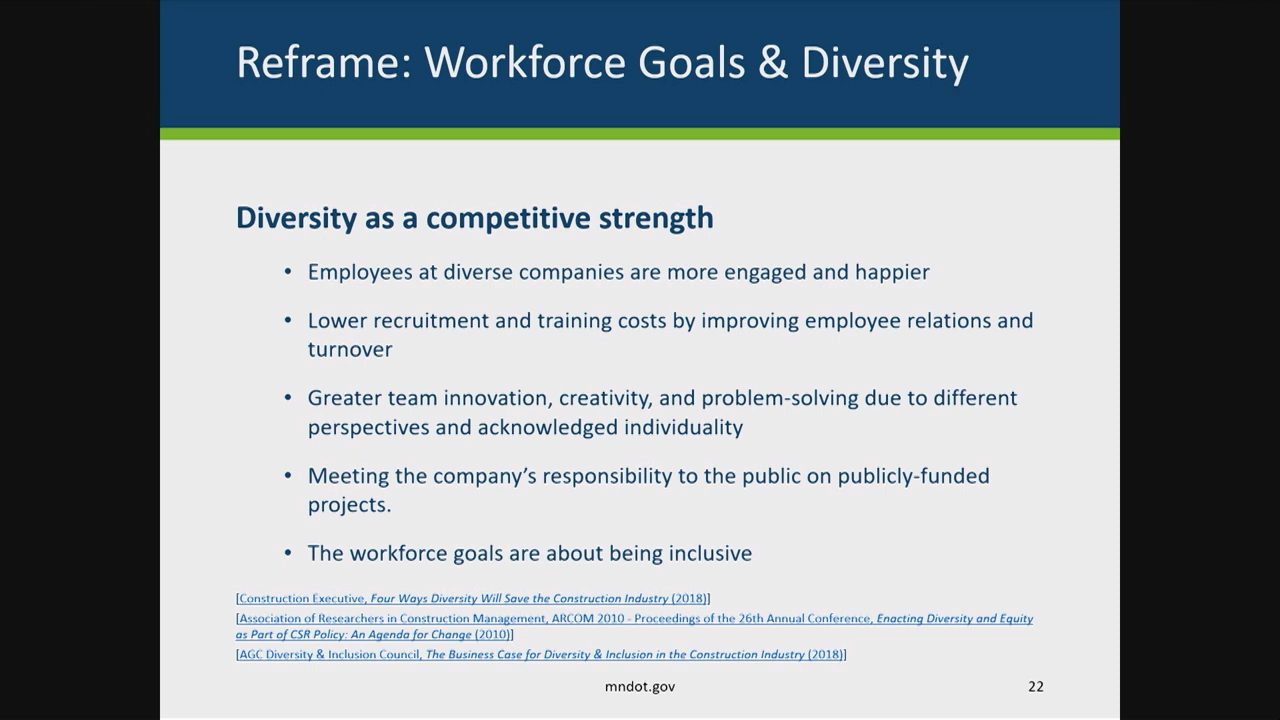 Reframe: Workforce Goals & Diversity
Diversity as a competitive strength
• Employees at diverse companies are more engaged and happier
• Lower recruitment and training costs by improving employee relations and
turnover
• Greater team innovation, creativity, and problem-solving due to different
perspectives and acknowledged individuality
• Meeting the company’s responsibility to the public on publicly-funded
projects.
• The workforce goals are about being inclusive
[Construction Executive, Four Ways Diversity Will Save the Construction Industry (2018)]
[Association of Researchers in Construction Management, ARCOM 2010 - Proceedings of the 26th Annual Conference, Enacting Diversity and Equity
as Part of CSR Policy: An Agenda for Change (2010)]
[AGC Diversity & Inclusion Council, The Business Case for Diversity & Inclusion in the Construction Industry (2018)]
mndot.gov
22